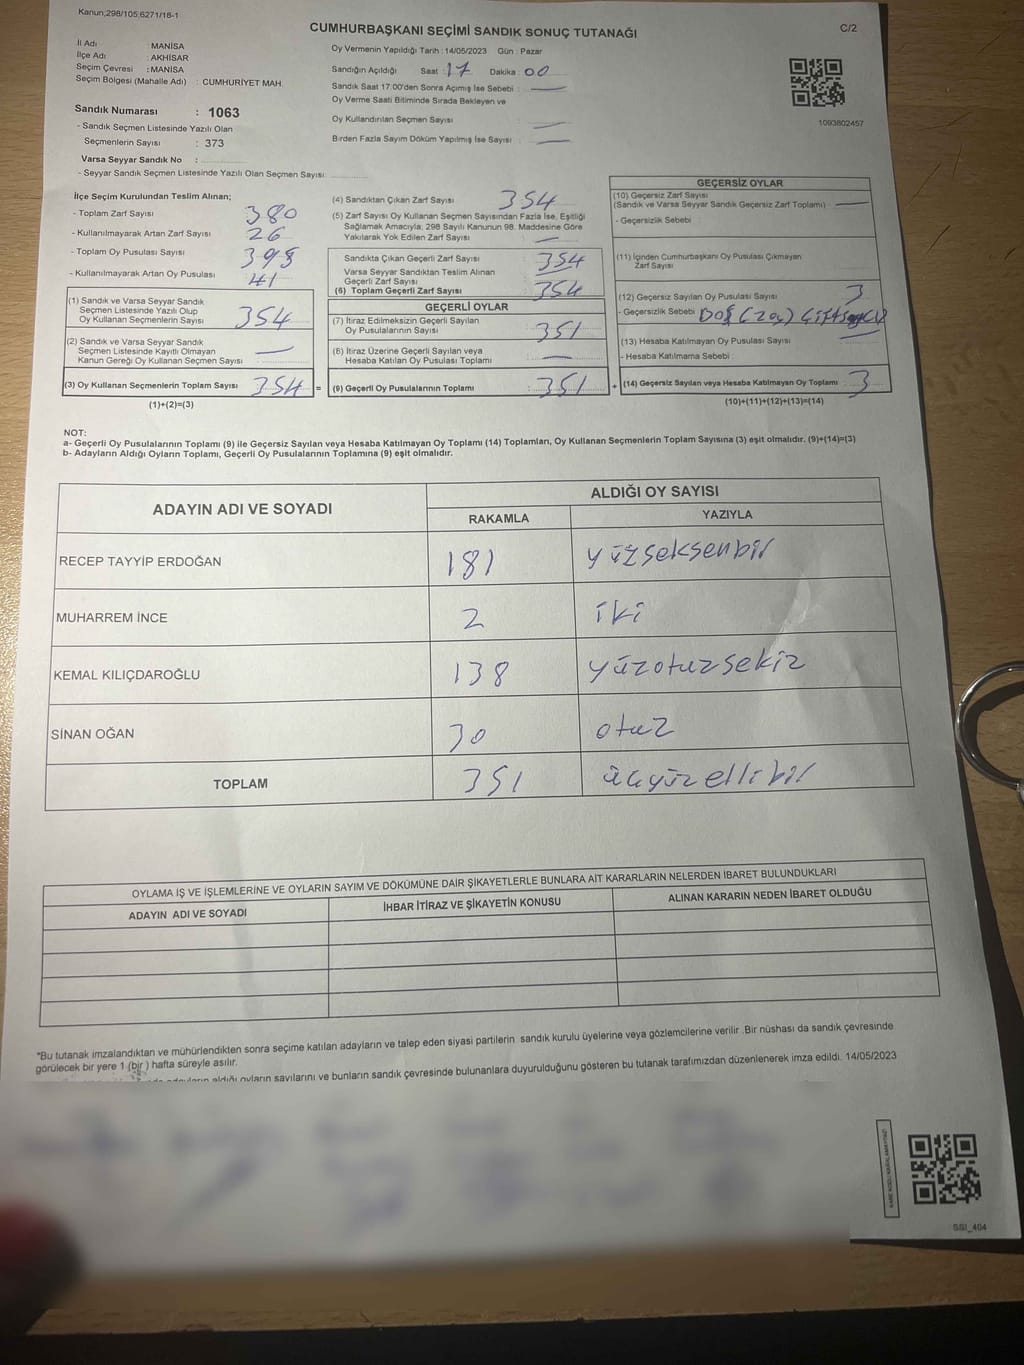 Kanun;298/105;6271/18-1
CUMHURBAŞKANI SEÇİMİ SANDIK SONUÇ TUTANAĞI
C/2
İl Adı : MANİSA
İlçe Adı : AKHİSAR
Seçim Çevresi : MANİSA
Seçim Bölgesi (Mahalle Adı) : CUMHURİYET MAH.
Oy Vermenin Yapıldığı Tarih : 14/05/2023 Gün : Pazar
Sandığın Açıldığı Saat : 17 Dakika : 00
Sandık Saat 17:00'den Sonra Açılmış İse Sebebi :
Oy Verme Saati Bitiminde Sırada Bekleyen ve
Oy Kullandırılan Seçmen Sayısı :
Birden Fazla Sayım Döküm Yapılmış İse Sayısı :
1093802457
Sandık Numarası : 1063
- Sandık Seçmen Listesinde Yazılı Olan
Seçmenlerin Sayısı : 373
Varsa Seyyar Sandık No :
- Seyyar Sandık Seçmen Listesinde Yazılı Olan Seçmen Sayısı:
İlçe Seçim Kurulundan Teslim Alınan;
- Toplam Zarf Sayısı 380
- Kullanılmayarak Artan Zarf Sayısı 26
- Toplam Oy Pusulası Sayısı 395
- Kullanılmayarak Artan Oy Pusulası 41
(1) Sandık ve Varsa Seyyar Sandık
Seçmen Listesinde Yazılı Olup
Oy Kullanan Seçmenlerin Sayısı 354
(2) Sandık ve Varsa Seyyar Sandık
Seçmen Listesinde Kayıtlı Olmayan
Kanun Gereği Oy Kullanan Seçmen Sayısı
(3) Oy Kullanan Seçmenlerin Toplam Sayısı 354 =
(1)+(2)=(3)
(4) Sandıktan Çıkan Zarf Sayısı 354
(5) Zarf Sayısı Oy Kullanan Seçmen Sayısından Fazla İse, Eşitliği
Sağlamak Amacıyla, 298 Sayılı Kanunun 98. Maddesine Göre
Yakılarak Yok Edilen Zarf Sayısı
Sandıkta Çıkan Geçerli Zarf Sayısı 354
Varsa Seyyar Sandıktan Teslim Alınan
Geçerli Zarf Sayısı
(6) Toplam Geçerli Zarf Sayısı 354
GEÇERLİ OYLAR
(7) İtiraz Edilmeksizin Geçerli Sayılan
Oy Pusulalarının Sayısı 351
(8) İtiraz Üzerine Geçerli Sayılan veya
Hesaba Katılan Oy Pusulası Toplamı
(9) Geçerli Oy Pusulalarının Toplamı : 351 +
GEÇERSİZ OYLAR
(10) Geçersiz Zarf Sayısı
(Sandık ve Varsa Seyyar Sandık Geçersiz Zarf Toplamı)
- Geçersizlik Sebebi :
(11) İçinden Cumhurbaşkanı Oy Pusulası Çıkmayan
Zarf Sayısı
(12) Geçersiz Sayılan Oy Pusulası Sayısı 3
- Geçersizlik Sebebi
(13) Hesaba Katılmayan Oy Pusulası Sayısı
- Hesaba Katılmama Sebebi :
(14) Geçersiz Sayılan veya Hesaba Katılmayan Oy Toplamı : 3
(10)+(11)+(12)+(13)=(14)
NOT:
a- Geçerli Oy Pusulalarının Toplamı (9) ile Geçersiz Sayılan veya Hesaba Katılmayan Oy Toplamı (14) Toplamları, Oy Kullanan Seçmenlerin Toplam Sayısına (3) eşit olmalıdır. (9)+(14)=(3)
b- Adayların Aldığı Oyların Toplamı, Geçerli Oy Pusulalarının Toplamına (9) eşit olmalıdır.
ADAYIN ADI VE SOYADI
ALDIĞI OY SAYISI
RAKAMLA YAZIYLA
RECEP TAYYİP ERDOĞAN 181 yüzseksenbir
MUHARREM İNCE 2 iki
KEMAL KILIÇDAROĞLU 138 yüzotuzsekiz
SİNAN OĞAN 30 otuz
TOPLAM 351 üçyüzellibir
OYLAMA İŞ VE İŞLEMLERİNE VE OYLARIN SAYIM VE DÖKÜMÜNE DAİR ŞİKAYETLERLE BUNLARA AİT KARARLARIN NELERDEN İBARET BULUNDUKLARI
ADAYIN ADI VE SOYADI İHBAR İTİRAZ VE ŞİKAYETİN KONUSU ALINAN KARARIN NEDEN İBARET OLDUĞU
*Bu tutanak imzalandıktan ve mühürlendikten sonra seçime katılan adayların ve talep eden siyasi partilerin sandık kurulu üyelerine veya gözlemcilerine verilir .Bir nüshası da sandık çevresinde
görülecek bir yere 1 (bir ) hafta süreyle asılır.
aldığı oyların sayılarını ve bunların sandık çevresinde bulunanlara duyurulduğunu gösteren bu tutanak tarafımızdan düzenlenerek imza edildi. 14/05/2023
SSI_404